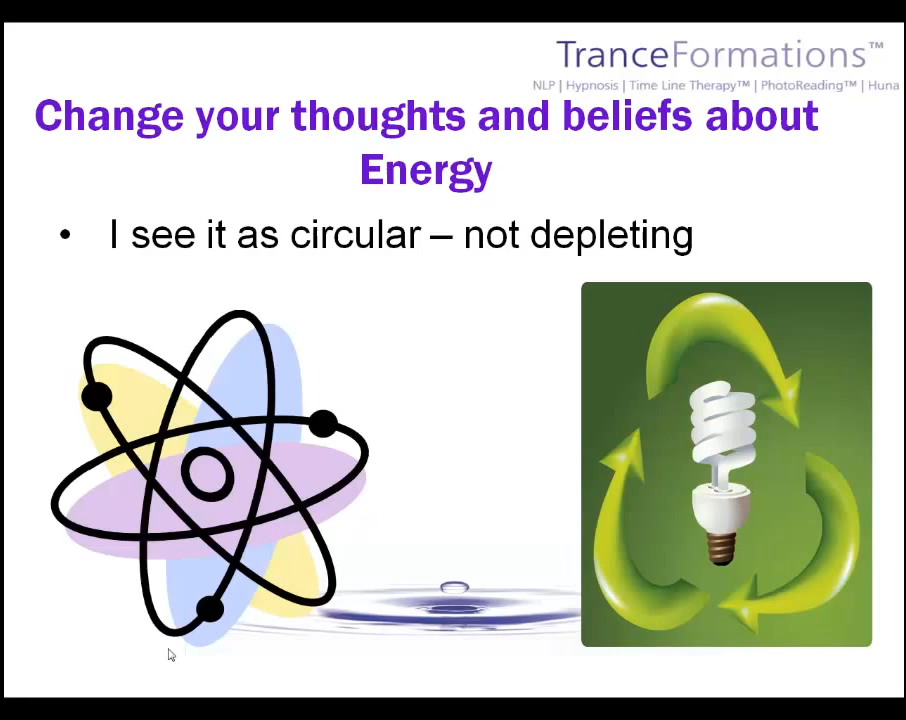 TranceFormations™
NLP | Hypnosis | Time Line Therapy™ | PhotoReading™ | Huna
Change your thoughts and beliefs about
Energy
• I see it as circular – not depleting